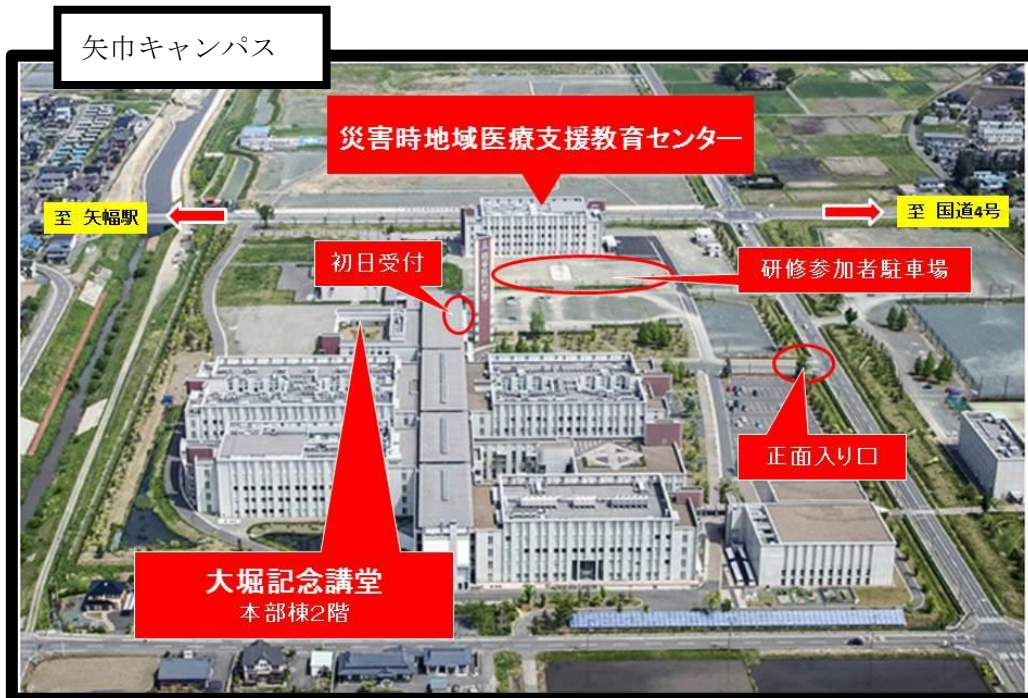 矢巾キャンパス
災害時地域医療支援教育センター
至 矢幅駅
至 国道4号
初日受付
研修参加者駐車場
正面入り口
大堀記念講堂
本部棟2階